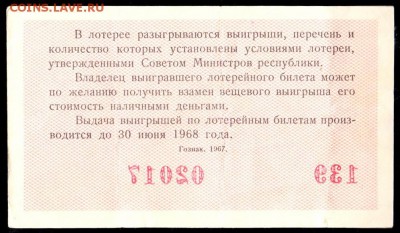 COINS.LAVE.RU
В лотерее разыгрываются выигрыши, перечень и
количество которых установлены условиями лотереи,
утвержденными Советом Министров республики.
Владелец выигравшего лотерейного билета может
по желанию получить взамен вещевого выигрыша его
стоимость наличными деньгами.
Выдача выигрышей по лотерейным билетам произ-
водится до 30 июня 1968 года.
Гознак. 1967.
02017 139